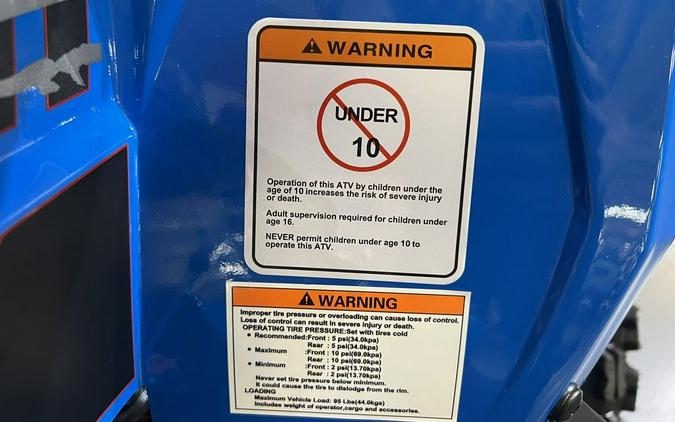 WARNING
UNDER
10
Operation of this ATV by children under the
age of 10 increases the risk of severe injury
or death.
Adult supervision required for children under
age 16.
NEVER permit children under age 10 to
operate this ATV.
WARNING
Improper tire pressure or overloading can cause loss of control.
Loss of control can result in severe injury or death.
OPERATING TIRE PRESSURE:Set with tires cold
• Recommended:Front : 5 psi(34.0kpa)
Rear : 5 psi(34.0kpa)
• Maximum :Front : 10 psi(69.0kpa)
Rear : 10 psi(69.0kpa)
• Minimum :Front : 2 psi(13.70kpa)
Rear : 2 psi(13.70kpa)
Never set tire pressure below minimum.
It could cause the tire to dislodge from the rim.
LOADING
Maximum Vehicle Load: 95 Lbs(44.0kgs)
includes weight of operator,cargo and accessories.